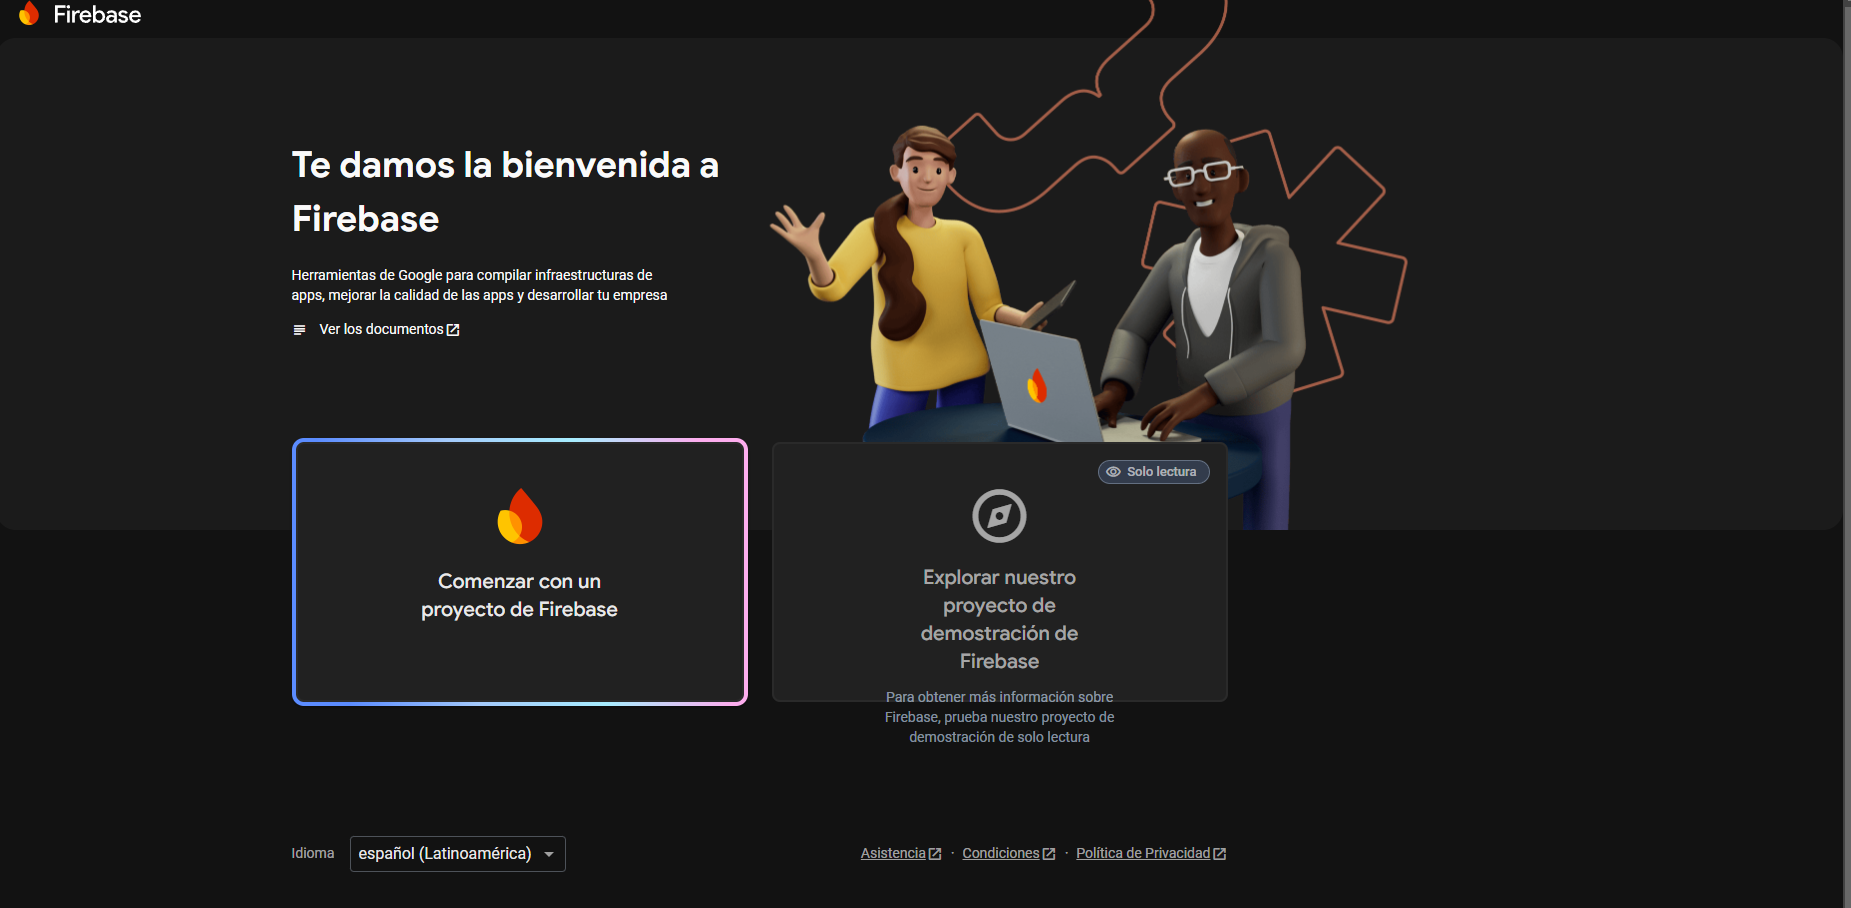 Firebase
Te damos la bienvenida a
Firebase
Herramientas de Google para compilar infraestructuras de
apps, mejorar la calidad de las apps y desarrollar tu empresa
Ver los documentos
Comenzar con un
proyecto de Firebase
Solo lectura
Explorar nuestro
proyecto de
demostración de
Firebase
Para obtener más información sobre
Firebase, prueba nuestro proyecto de
demostración de solo lectura
Idioma español (Latinoamérica)
Asistencia · Condiciones · Política de Privacidad